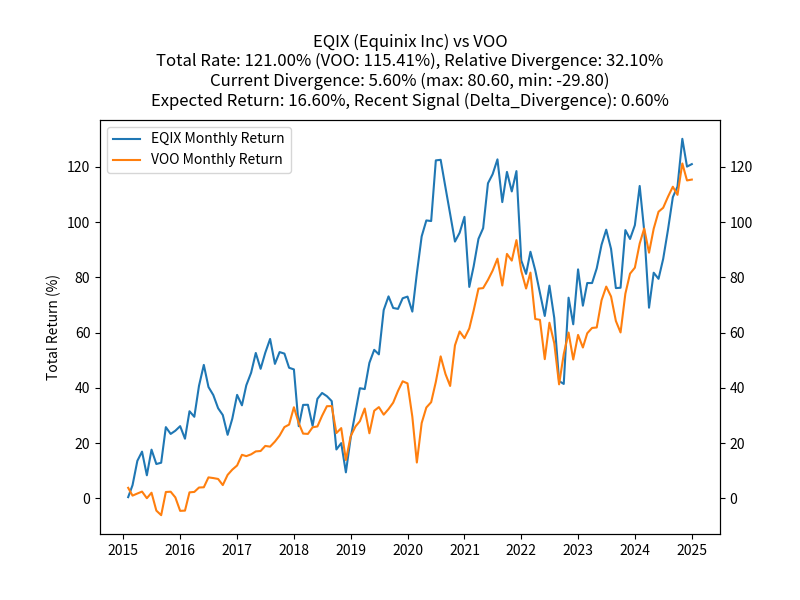 EQIX (Equinix Inc) vs VOO
Total Rate: 121.00% (VOO: 115.41%), Relative Divergence: 32.10%
Current Divergence: 5.60% (max: 80.60, min: -29.80)
Expected Return: 16.60%, Recent Signal (Delta_Divergence): 0.60%
EQIX Monthly Return
VOO Monthly Return
Total Return (%)
120 120
100 100
80 80
60 60
40 40
20 20
0 0
2015 2016 2017 2018 2019 2020 2021 2022 2023 2024 2025